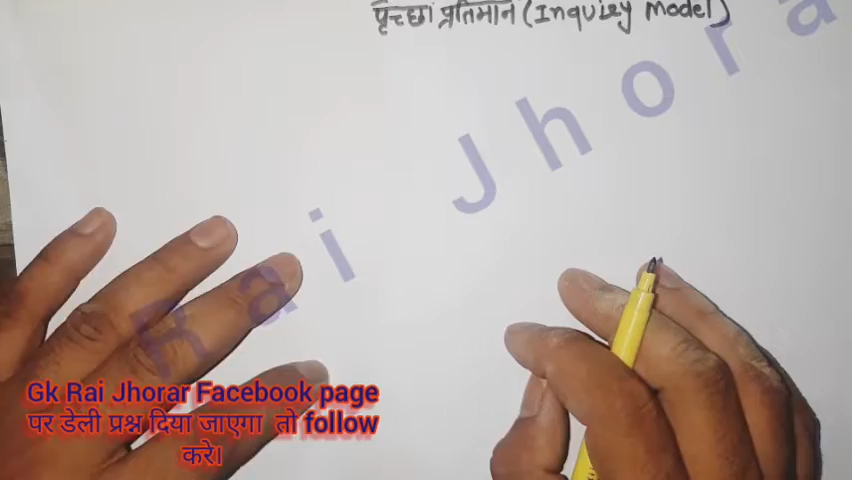 पृच्छा प्रतिमान (Inquiry Model)
Rai Jhora
Gk Rai Jhorar Facebook page
पर डेली प्रश्न दिया जाएगा तो follow
करे।